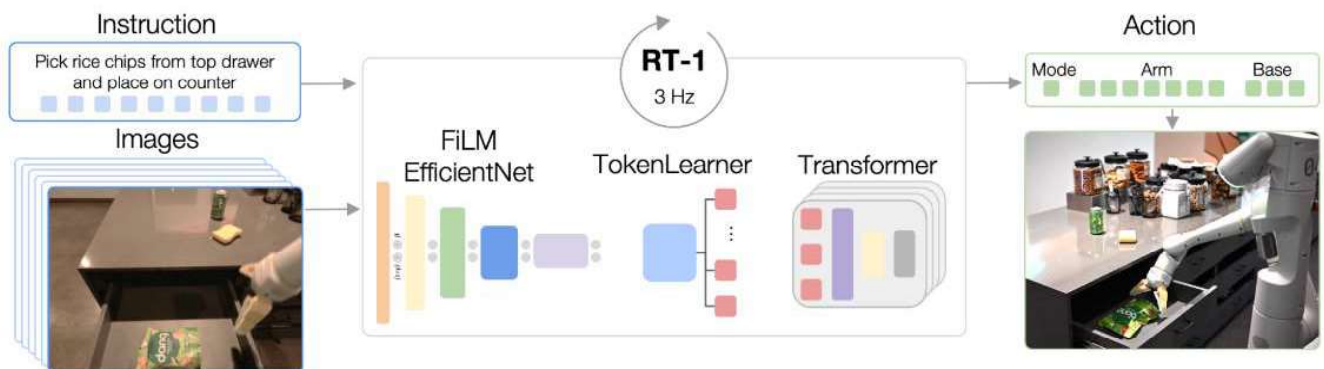 Instruction
Pick rice chips from top drawer
and place on counter
Images
dang
RT-1
3 Hz
FiLM
EfficientNet
TokenLearner
...
Transformer
Action
Mode Arm Base